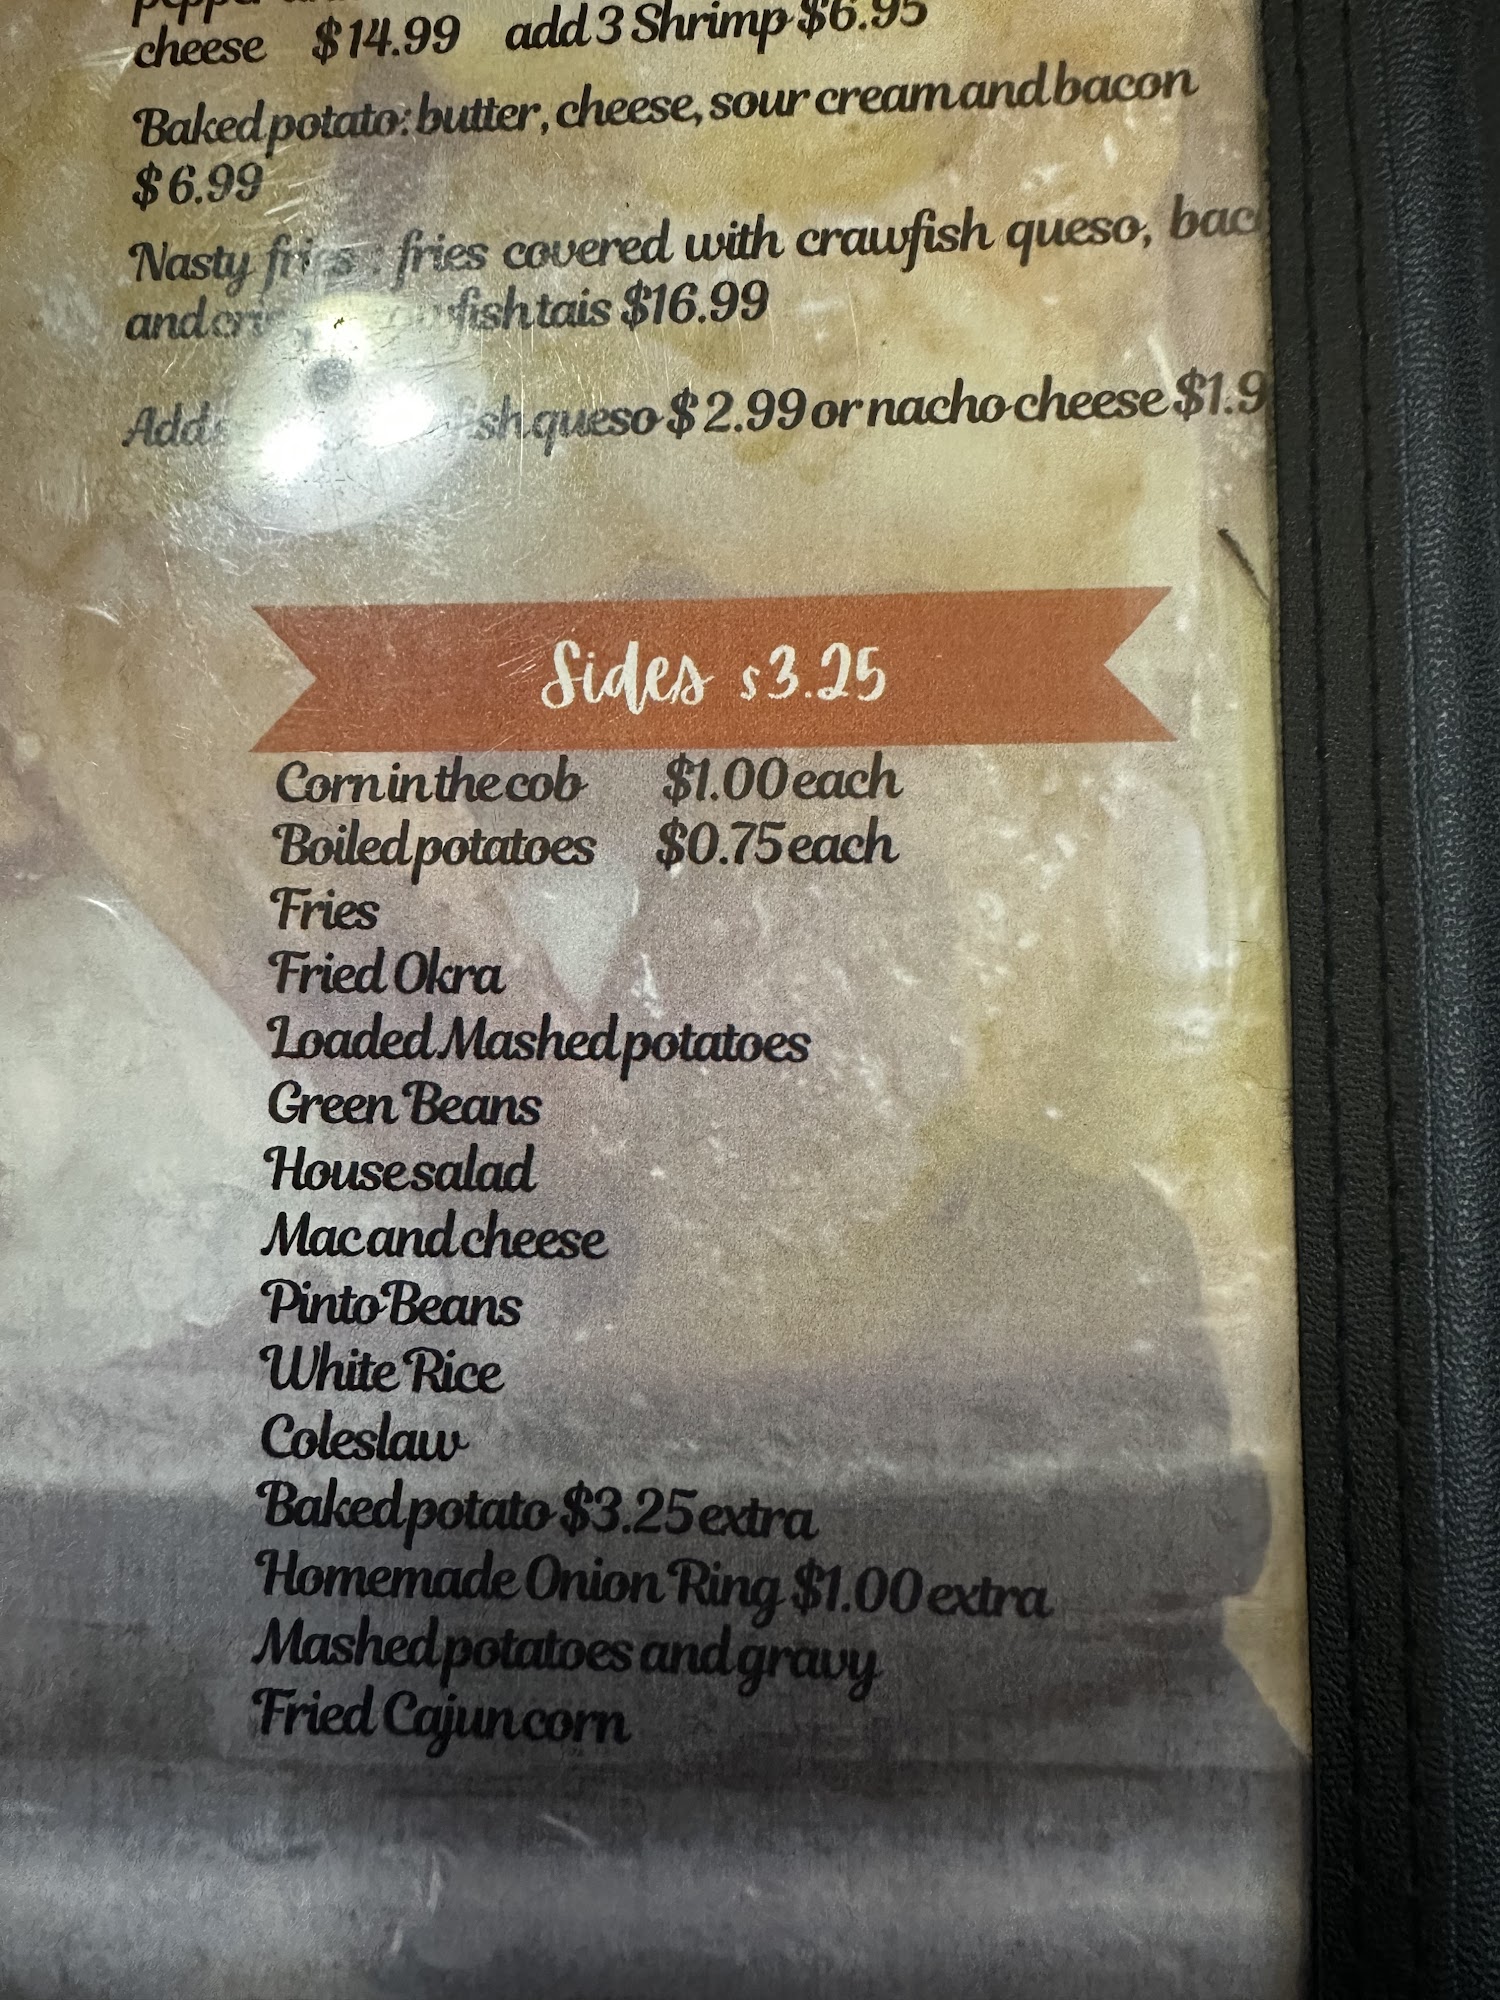 cheese $14.99 add 3 Shrimp $6.95
Baked potato: butter, cheese, sour cream and bacon
$6.99
Nasty fries : fries covered with crawfish queso,
and tais $16.99
queso $2.99 or nacho cheese
Sides $3.25
Corn in the cob $1.00 each
Boiled potatoes $0.75 each
Fries
Fried Okra
Loaded Mashed potatoes
Green Beans
House salad
Mac and cheese
Pinto Beans
White Rice
Coleslaw
Baked potato $3.25 extra
Homemade Onion Ring $1.00 extra
Mashed potatoes and gravy
Fried Cajun corn